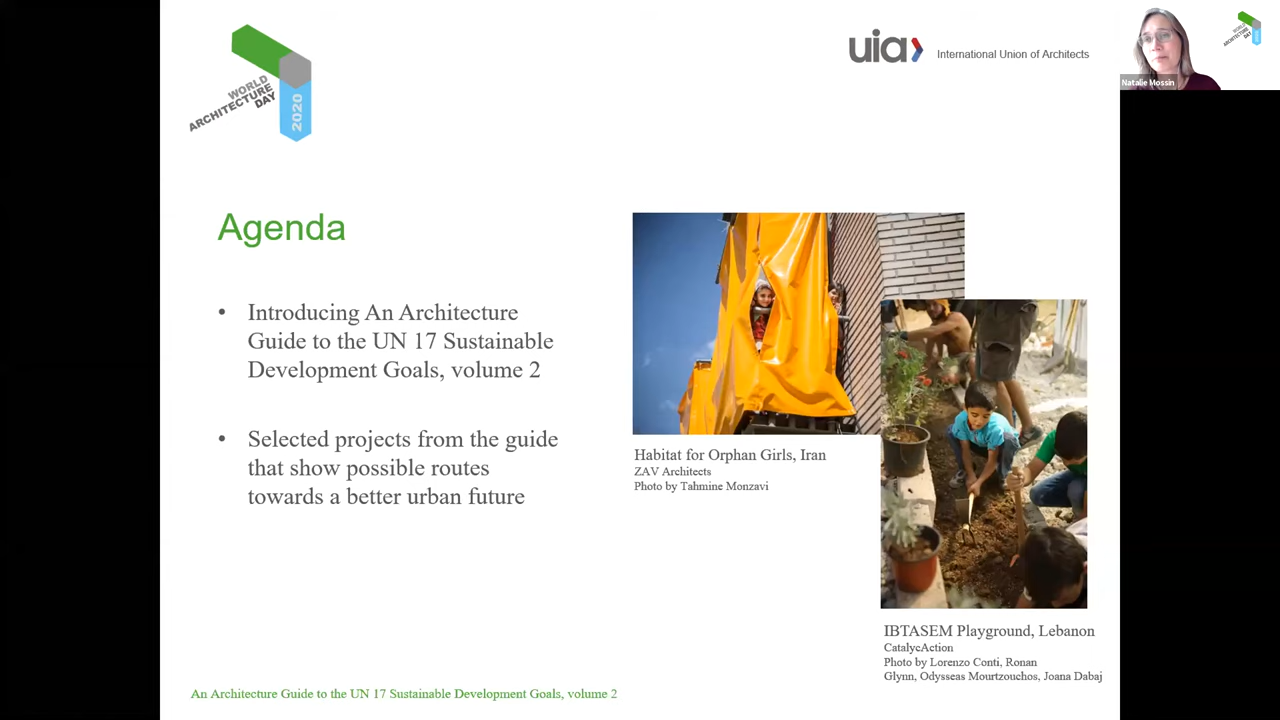 WORLD
ARCHITECTURE
DAY
2020
uia
International Union of Architects
Natalie Mossin
WORLD
ARCHITECTURE
DAY
Agenda
• Introducing An Architecture
Guide to the UN 17 Sustainable
Development Goals, volume 2
• Selected projects from the guide
that show possible routes
towards a better urban future
Habitat for Orphan Girls, Iran
ZAV Architects
Photo by Tahmine Monzavi
IBTASEM Playground, Lebanon
CatalycAction
Photo by Lorenzo Conti, Ronan
Glynn, Odysseas Mourtzouchos, Joana Dabaj
An Architecture Guide to the UN 17 Sustainable Development Goals, volume 2